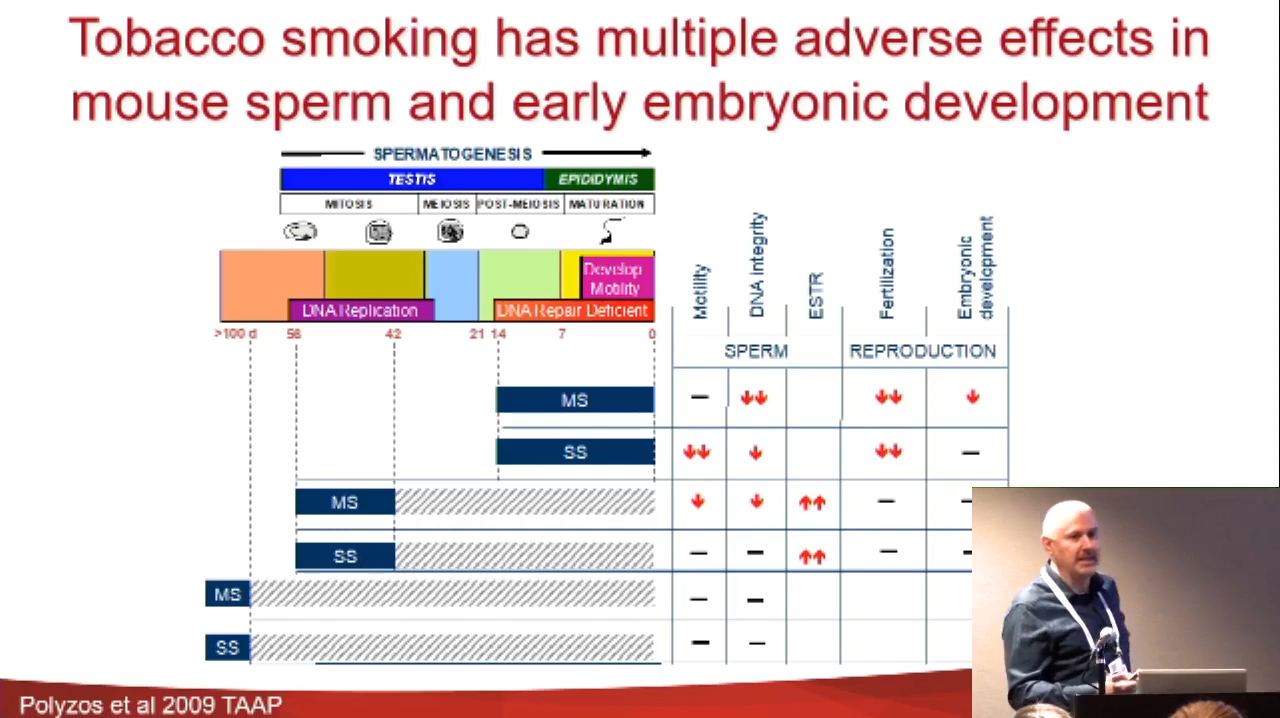 Tobacco smoking has multiple adverse effects in
mouse sperm and early embryonic development
SPERMATOGENESIS
TESTIS EPIDIDYMIS
MITOSIS MEIOSIS POST-MEIOSIS MATURATION
Develop
Motility
DNA Replication DNA Repair Deficient
>100 d 56 42 21 14 7 0
Motility
DNA integrity
ESTR
Fertilization
Embryonic
development
SPERM REPRODUCTION
MS
SS
MS
SS
MS
SS
Polyzos et al 2009 TAAP